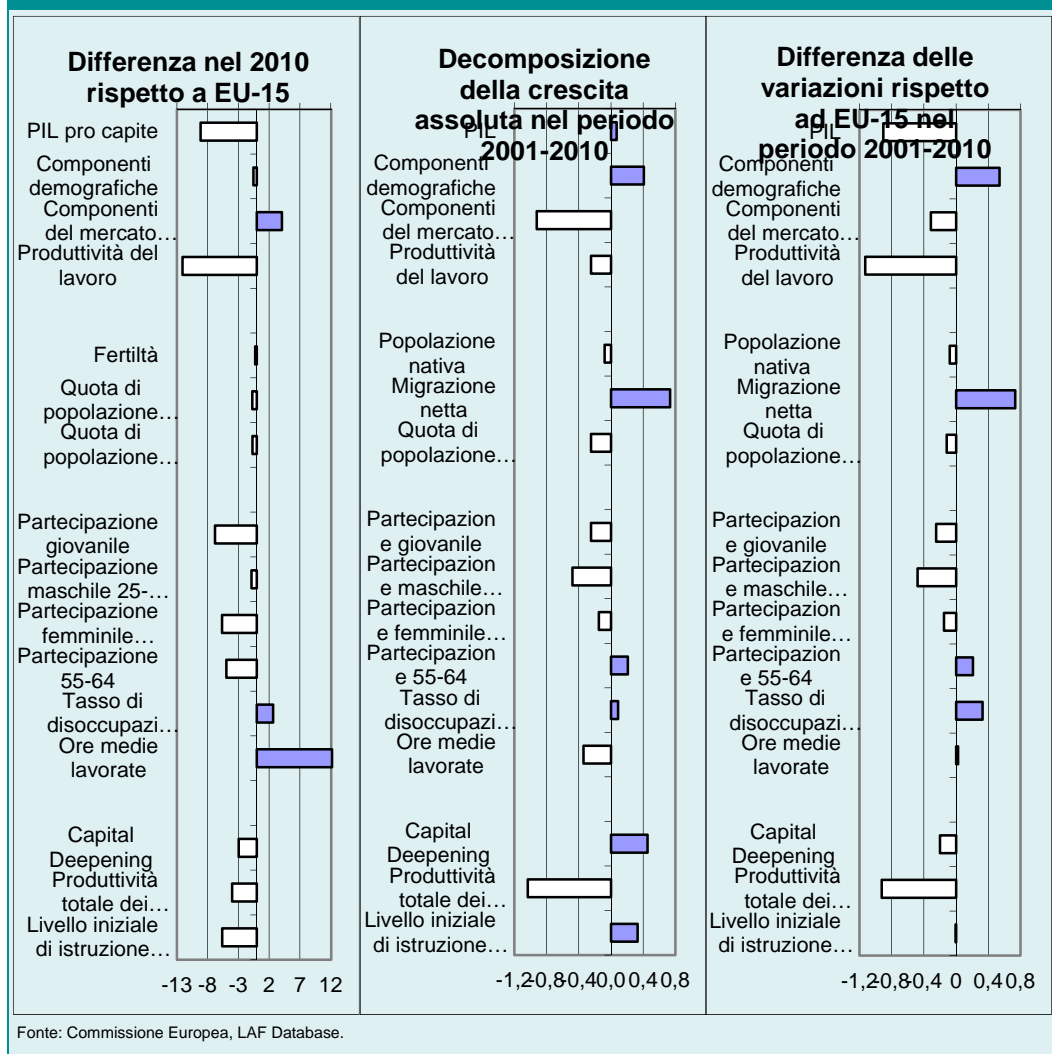 Differenza nel 2010
rispetto a EU-15
PIL pro capite
Componenti
demografiche
Componenti
del mercato…
Produttività del
lavoro
Fertiltà
Quota di
popolazione…
Quota di
popolazione…
Partecipazione
giovanile
Partecipazione
maschile 25-…
Partecipazione
femminile…
Partecipazione
55-64
Tasso di
disoccupazi…
Ore medie
lavorate
Capital
Deepening
Produttività
totale dei…
Livello iniziale
di istruzione…
-13 -8 -3 2 7 12
Decomposizione
della crescita
assoluta nel periodo
2001-2010
PIL
Componenti
demografiche
Componenti
del mercato…
Produttività
del lavoro
Popolazione
nativa
Migrazione
netta
Quota di
popolazione…
Partecipazion
e giovanile
Partecipazion
e maschile…
Partecipazion
e femminile…
Partecipazion
e 55-64
Tasso di
disoccupazi…
Ore medie
lavorate
Capital
Deepening
Produttività
totale dei…
Livello iniziale
di istruzione…
-1,2 -0,8 -0,4 0,0 0,4 0,8
Differenza delle
variazioni rispetto
ad EU-15 nel
periodo 2001-2010
PIL
Componenti
demografiche
Componenti
del mercato…
Produttività
del lavoro
Popolazione
nativa
Migrazione
netta
Quota di
popolazione…
Partecipazion
e giovanile
Partecipazion
e maschile…
Partecipazion
e femminile…
Partecipazion
e 55-64
Tasso di
disoccupazi…
Ore medie
lavorate
Capital
Deepening
Produttività
totale dei…
Livello iniziale
di istruzione…
-1,2 -0,8 -0,4 0 0,4 0,8
Fonte: Commissione Europea, LAF Database.